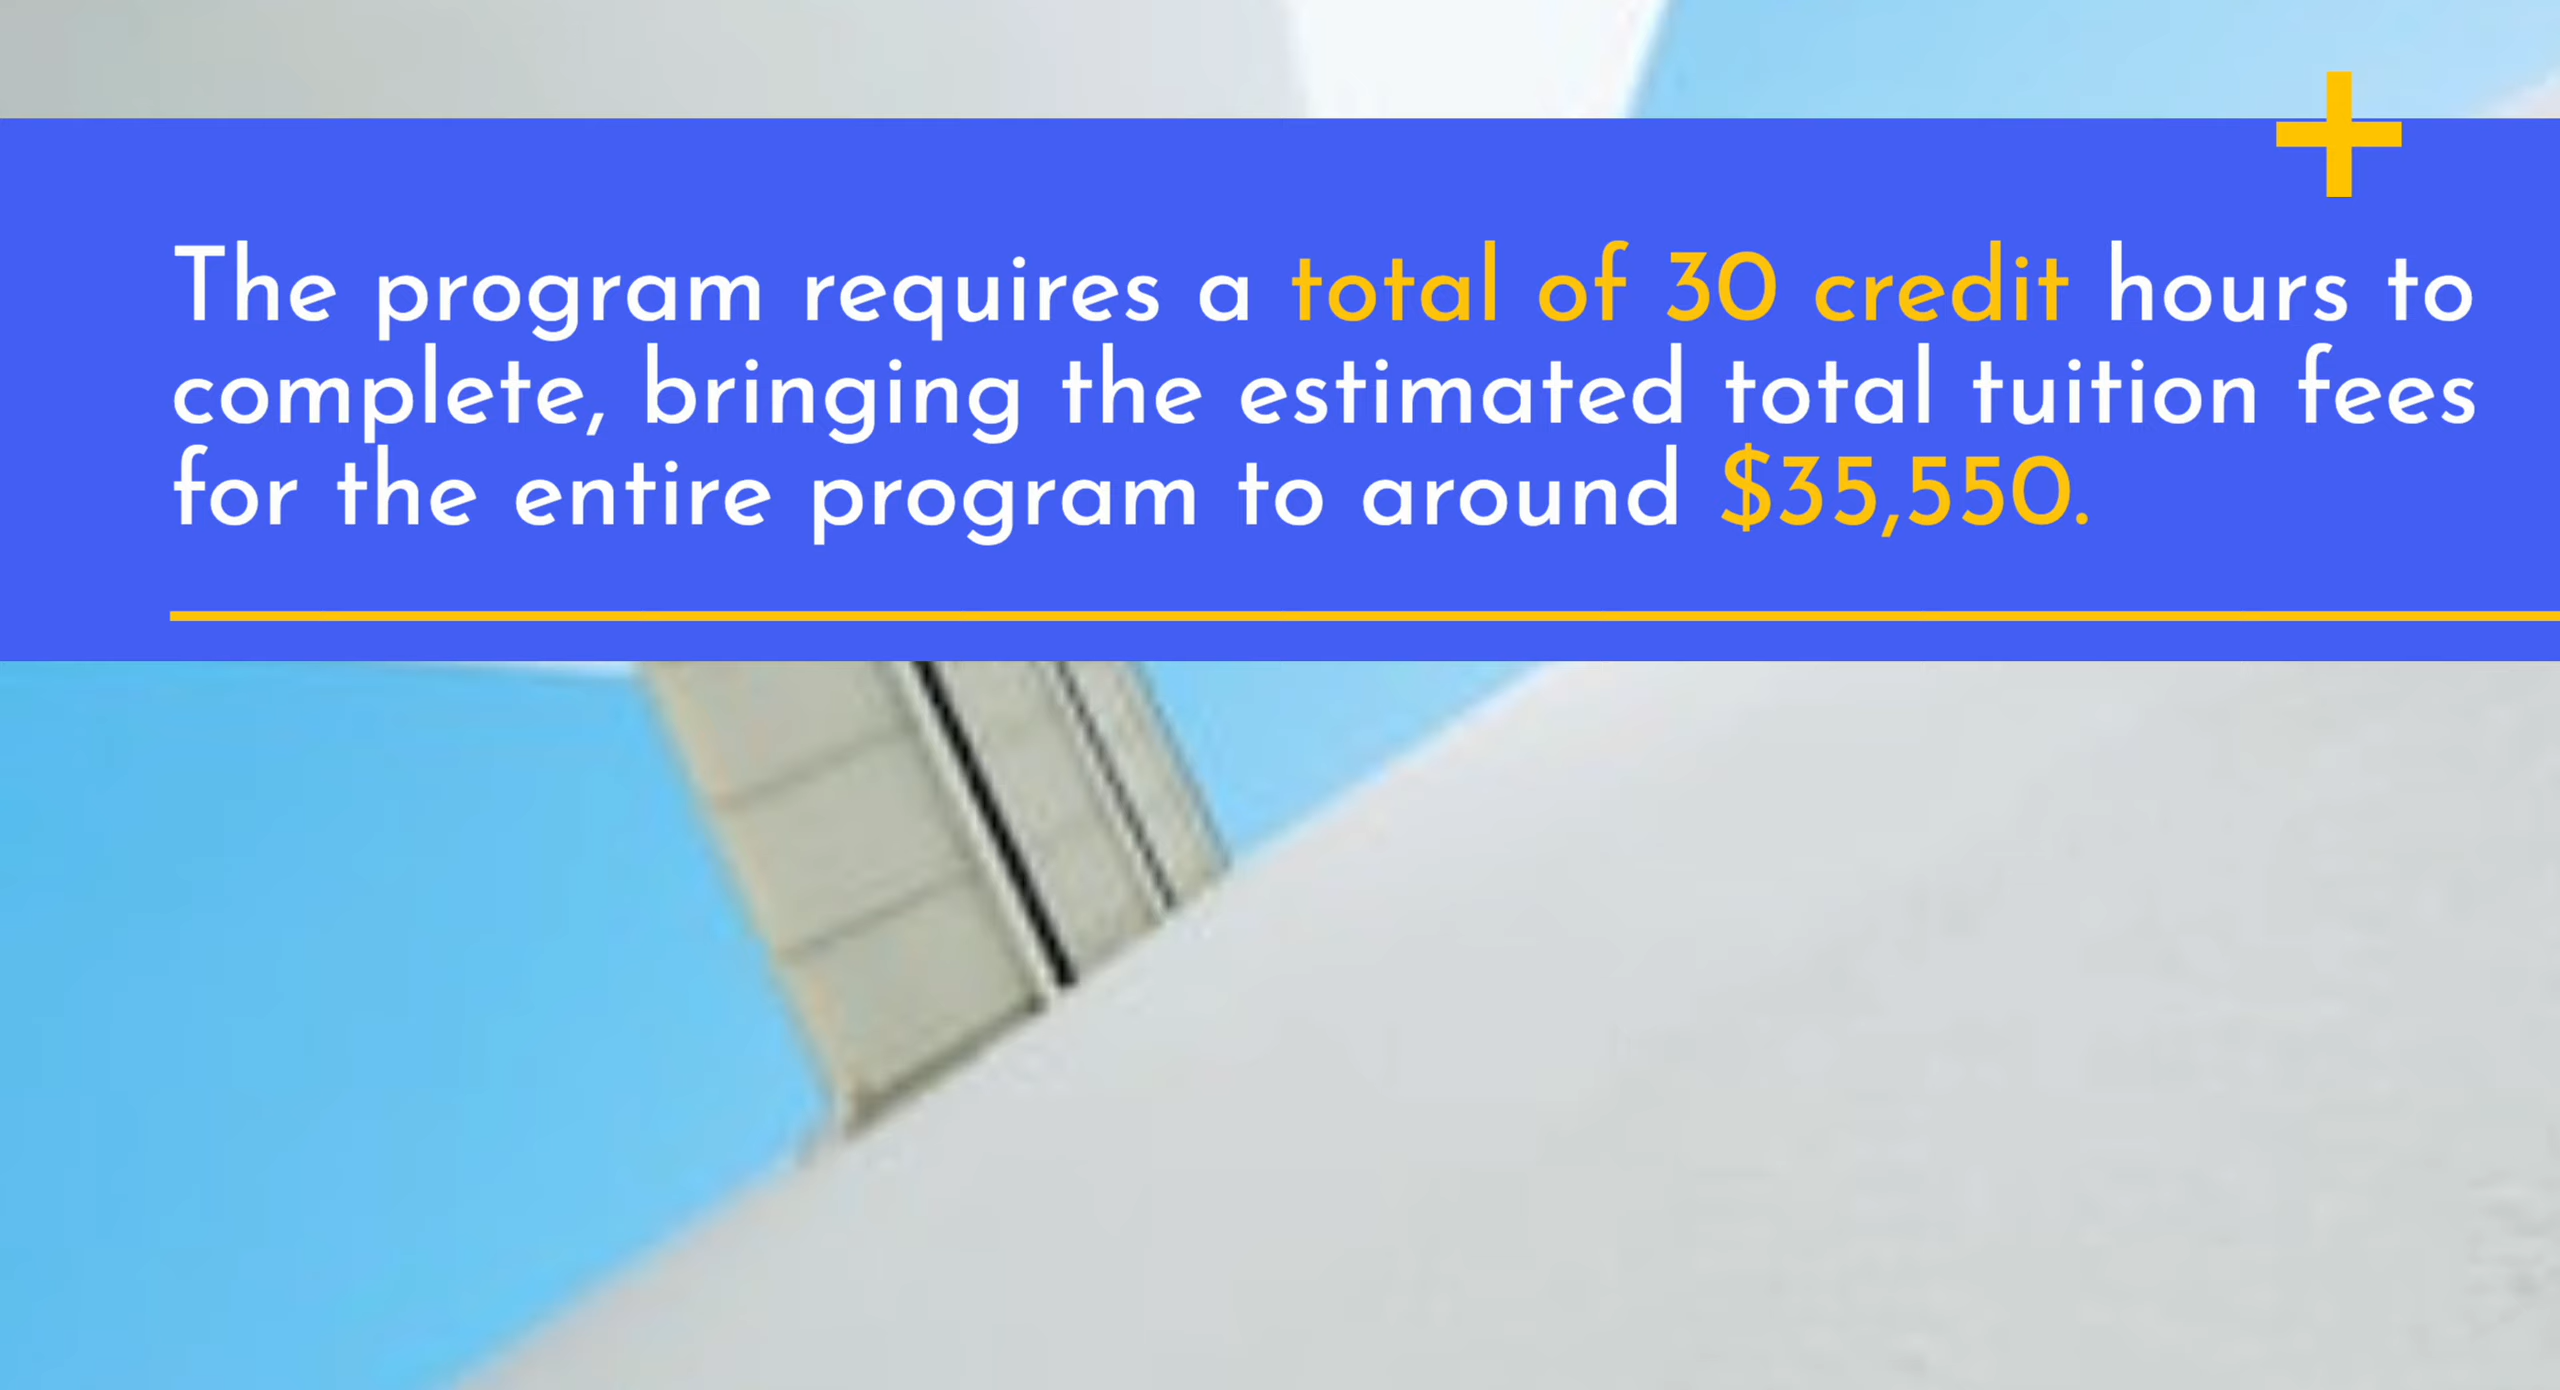 The program requires a total of 30 credit hours to
complete, bringing the estimated total tuition fees
for the entire program to around $35,550.